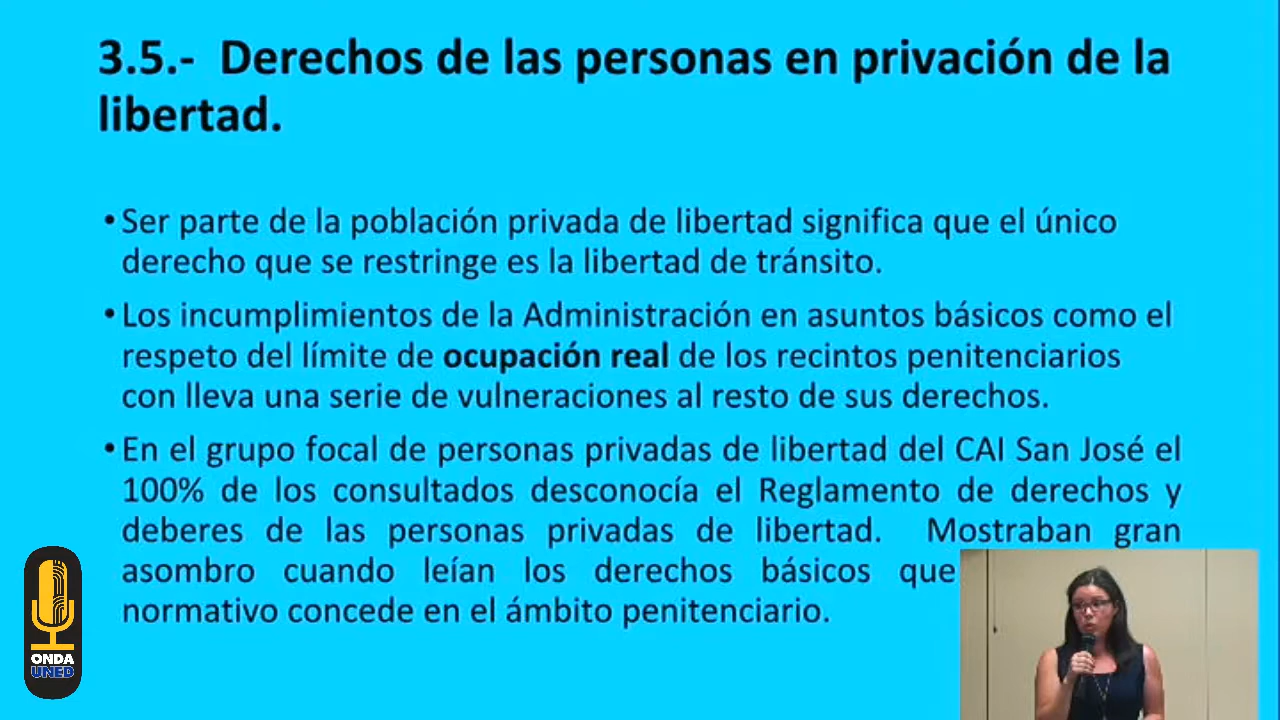 3.5.- Derechos de las personas en privación de la
libertad.
• Ser parte de la población privada de libertad significa que el único
derecho que se restringe es la libertad de tránsito.
• Los incumplimientos de la Administración en asuntos básicos como el
respeto del límite de ocupación real de los recintos penitenciarios
con lleva una serie de vulneraciones al resto de sus derechos.
• En el grupo focal de personas privadas de libertad del CAI San José el
100% de los consultados desconocía el Reglamento de derechos y
deberes de las personas privadas de libertad. Mostraban gran
asombro cuando leían los derechos básicos que
normativo concede en el ámbito penitenciario.
ONDA
UNED